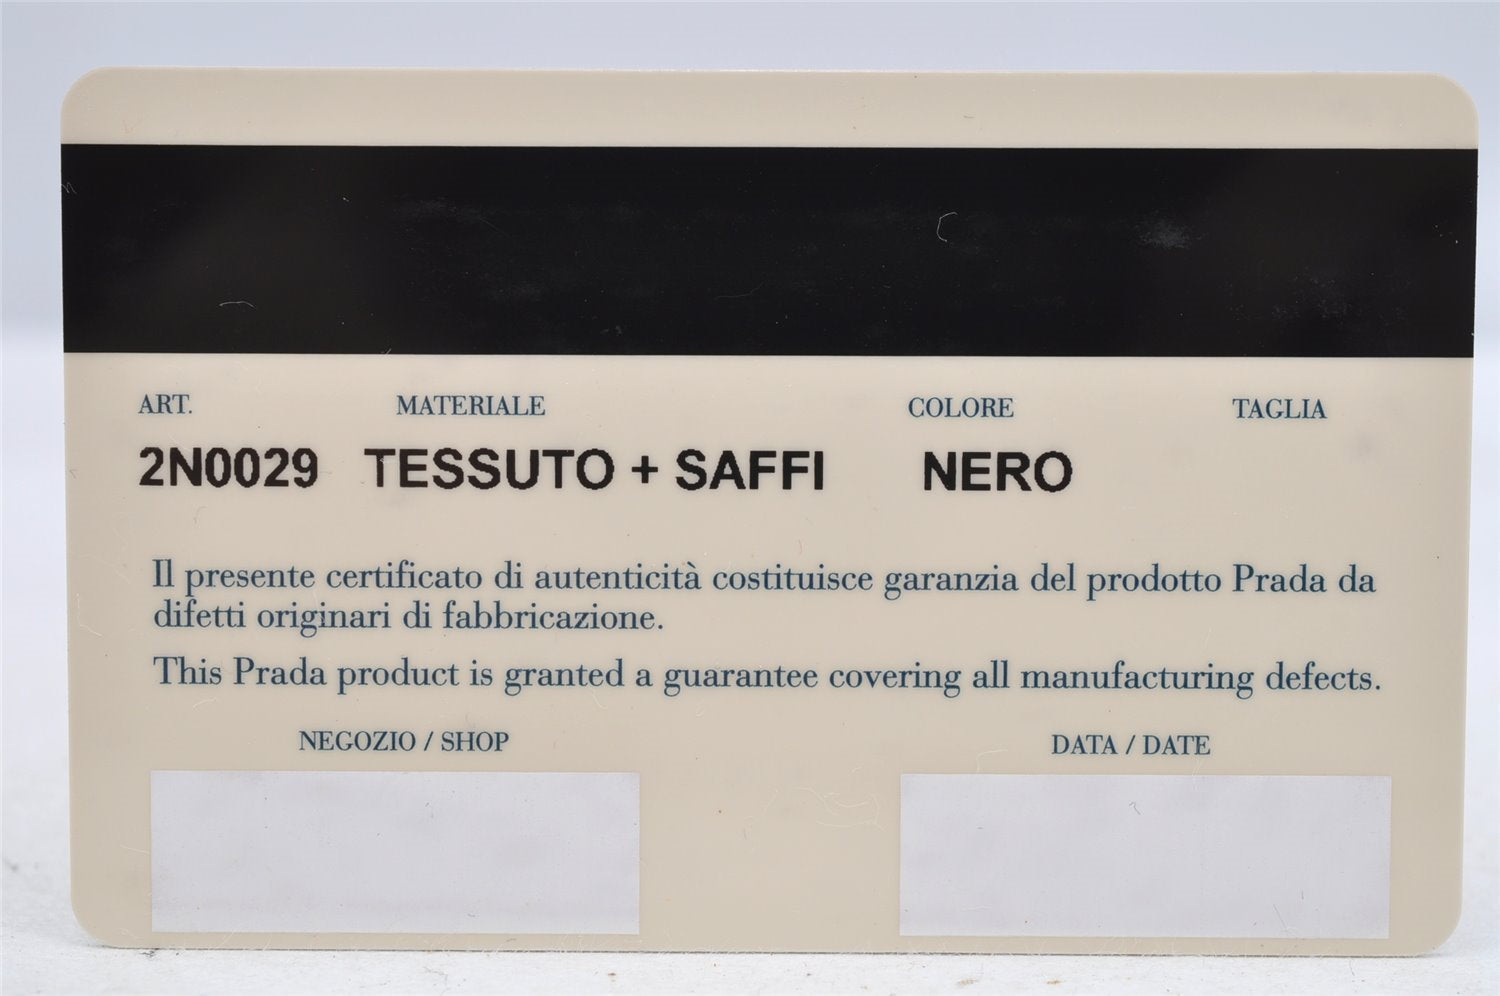 ART. MATERIALE COLORE TAGLIA
2N0029 TESSUTO + SAFFI NERO
Il presente certificato di autenticità costituisce garanzia del prodotto Prada da
difetti originari di fabbricazione.
This Prada product is granted a guarantee covering all manufacturing defects.
NEGOZIO / SHOP DATA / DATE